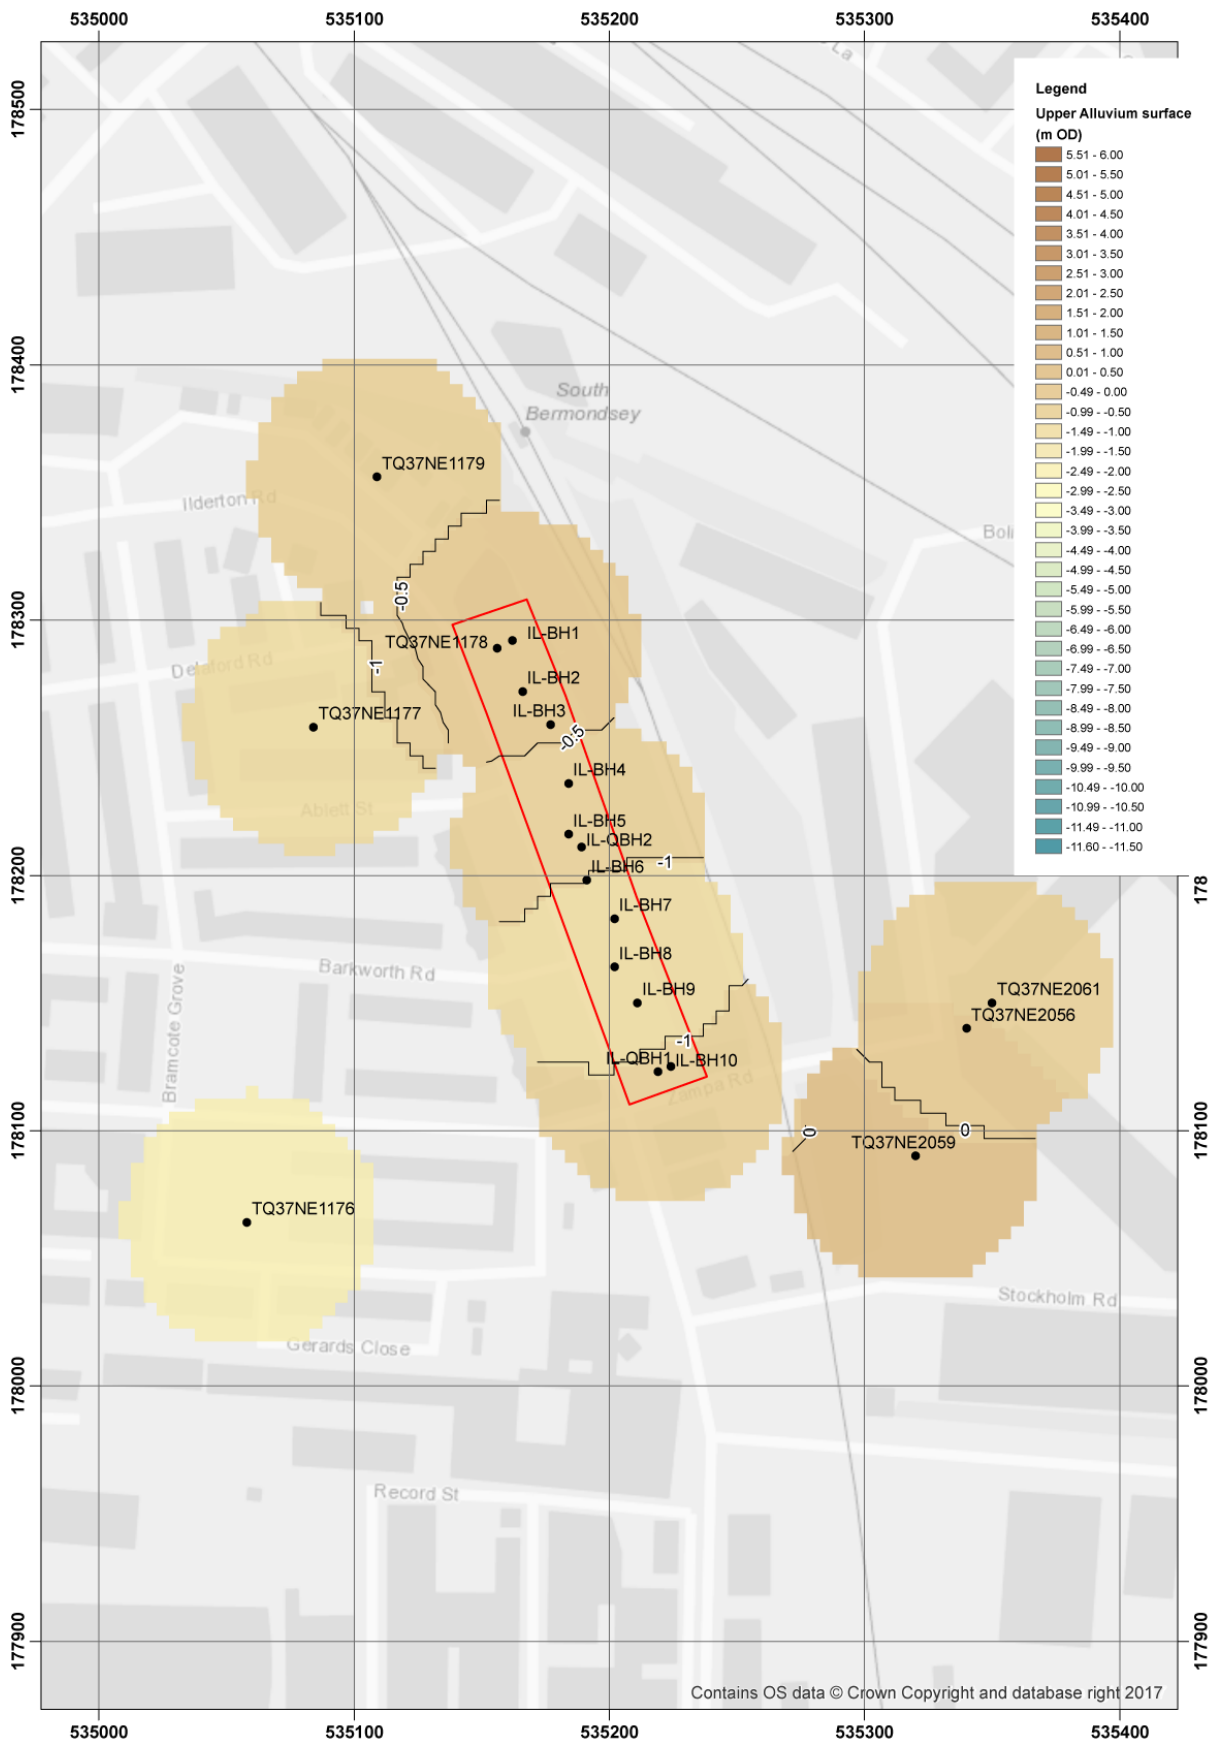 535000 535100 535200 535300 535400
La
178500
Legend
Upper Alluvium surface
(m OD)
5.51 - 6.00
5.01 - 5.50
4.51 - 5.00
4.01 - 4.50
3.51 - 4.00
3.01 - 3.50
2.51 - 3.00
2.01 - 2.50
1.51 - 2.00
1.01 - 1.50
0.51 - 1.00
0.01 - 0.50
-0.49 - 0.00
-0.99 - -0.50
-1.49 - -1.00
-1.99 - -1.50
-2.49 - -2.00
-2.99 - -2.50
-3.49 - -3.00
-3.99 - -3.50
-4.49 - -4.00
-4.99 - -4.50
-5.49 - -5.00
-5.99 - -5.50
-6.49 - -6.00
-6.99 - -6.50
-7.49 - -7.00
-7.99 - -7.50
-8.49 - -8.00
-8.99 - -8.50
-9.49 - -9.00
-9.99 - -9.50
-10.49 - -10.00
-10.99 - -10.50
-11.49 - -11.00
-11.60 - -11.50
178400
South
Bermondsey
TQ37NE1179
Ilderton Rd
Boli
-0.5
178300
IL-BH1
TQ37NE1178
Delaford Rd
-1
IL-BH2
TQ37NE1177
IL-BH3
-0.5
IL-BH4
Ablett St
IL-BH5
IL-QBH2
178200
IL-BH6
-1
178
IL-BH7
Barkworth Rd
IL-BH8
IL-BH9
TQ37NE2061
TQ37NE2056
Bramcote Grove
-1
IL-QBH1
IL-BH10
Zampa Rd
178100
0
0
178100
TQ37NE2059
TQ37NE1176
Stockholm Rd
Gerards Close
178000
178000
Record St
177900
177900
Contains OS data © Crown Copyright and database right 2017
535000 535100 535200 535300 535400